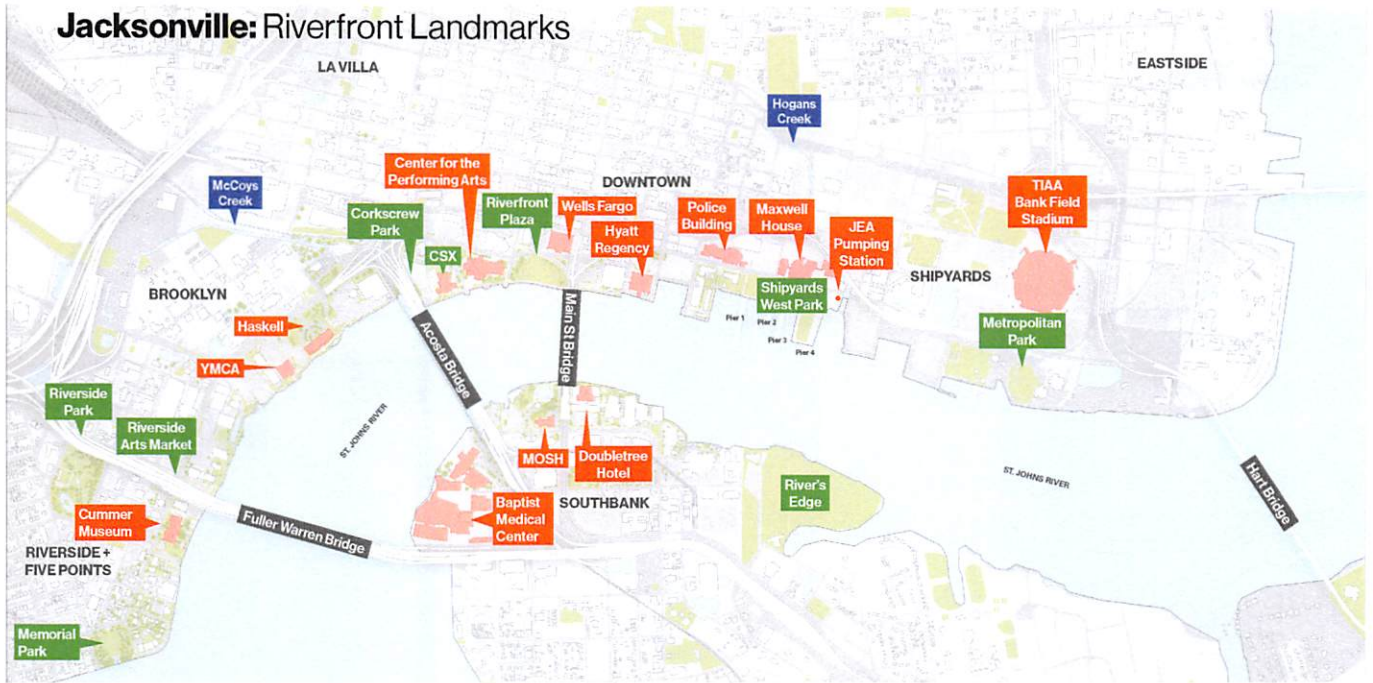 Jacksonville: Riverfront Landmarks
LA VILLA
EASTSIDE
Hogans
Creek
Center for the
Performing Arts
DOWNTOWN
McCoys
Creek
Corkscrew
Park
Riverfront
Plaza
Wells Fargo
Police
Building
Maxwell
House
TIAA
Bank Field
Stadium
Hyatt
Regency
JEA
Pumping
Station
CSX
SHIPYARDS
BROOKLYN
Shipyards
West Park
Haskell
Pier 1
Pier 2
Pier 3
Pier 4
Metropolitan
Park
Acosta Bridge
Main St Bridge
YMCA
Riverside
Park
Riverside
Arts Market
ST. JOHNS RIVER
MOSH
Doubletree
Hotel
ST. JOHNS RIVER
Hart Bridge
River's
Edge
Baptist
Medical
Center
SOUTHBANK
Cummer
Museum
Fuller Warren Bridge
RIVERSIDE +
FIVE POINTS
Memorial
Park